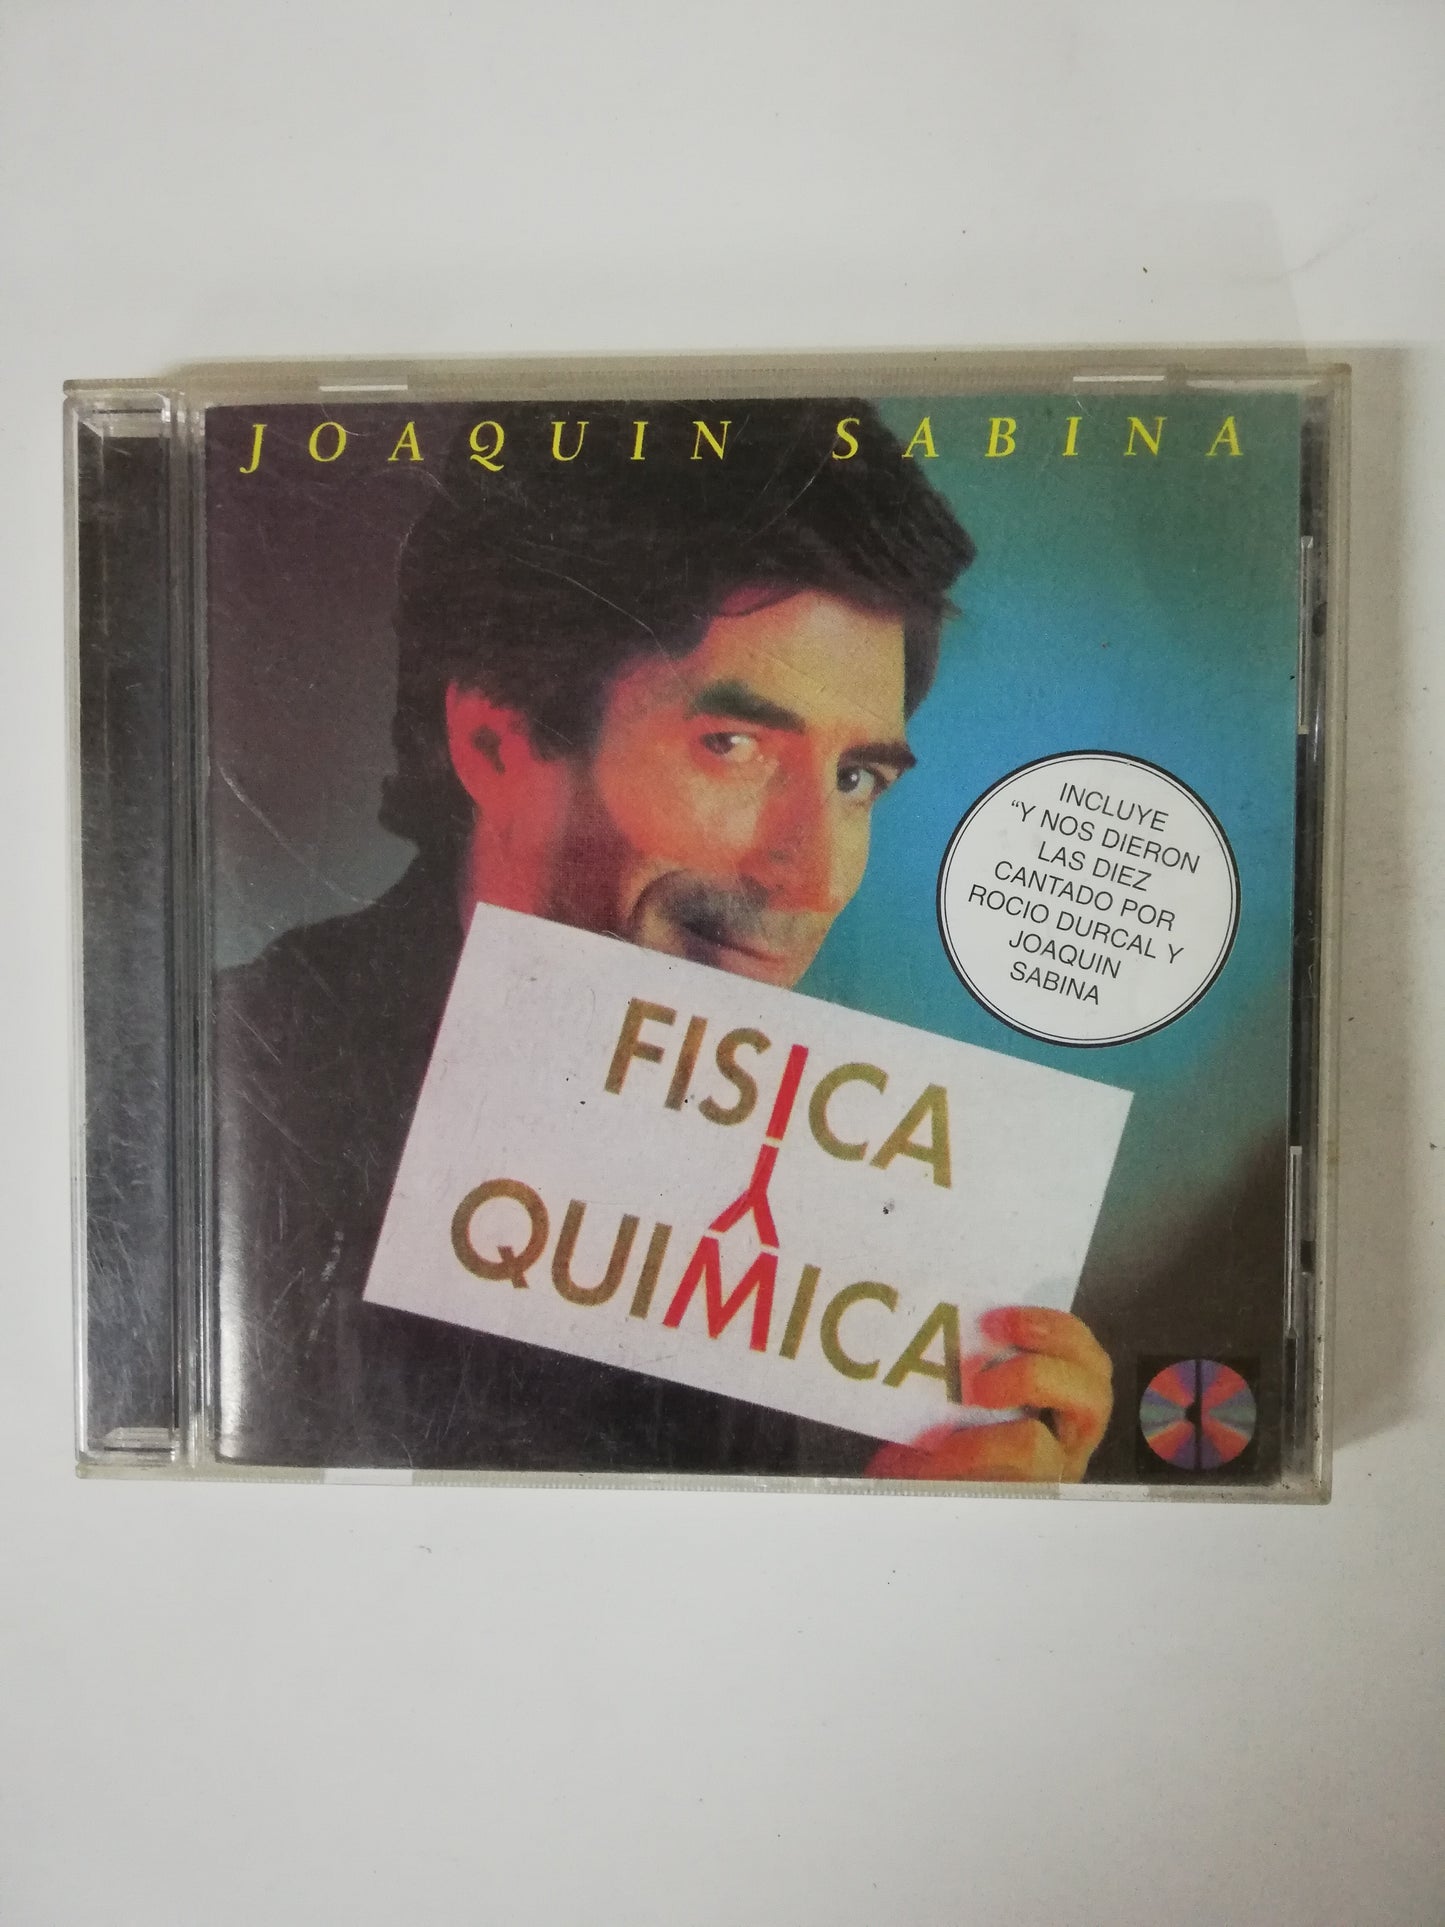 JOAQUIN SABINA
INCLUYE
“Y NOS DIERON
LAS DIEZ
CANTADO POR
ROCIO DURCAL Y
JOAQUIN
SABINA
FISICA
Y
QUIMICA